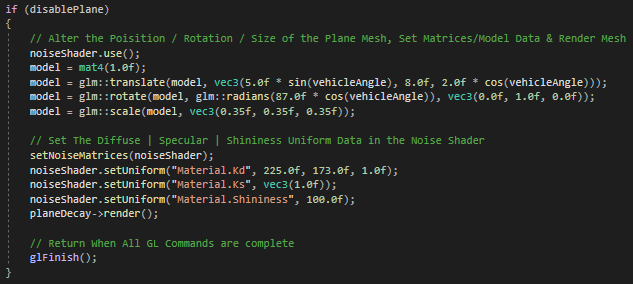 if (disablePlane)
{
// Alter the Poisition / Rotation / Size of the Plane Mesh, Set Matrices/Model Data & Render Mesh
noiseShader.use();
model = mat4(1.0f);
model = glm::translate(model, vec3(5.0f * sin(vehicleAngle), 8.0f, 2.0f * cos(vehicleAngle)));
model = glm::rotate(model, glm::radians(87.0f * cos(vehicleAngle)), vec3(0.0f, 1.0f, 0.0f));
model = glm::scale(model, vec3(0.35f, 0.35f, 0.35f));
// Set The Diffuse | Specular | Shininess Uniform Data in the Noise Shader
setNoiseMatrices(noiseShader);
noiseShader.setUniform("Material.Kd", 225.0f, 173.0f, 1.0f);
noiseShader.setUniform("Material.Ks", vec3(1.0f));
noiseShader.setUniform("Material.Shininess", 100.0f);
planeDecay->render();
// Return When All GL Commands are complete
glFinish();
}